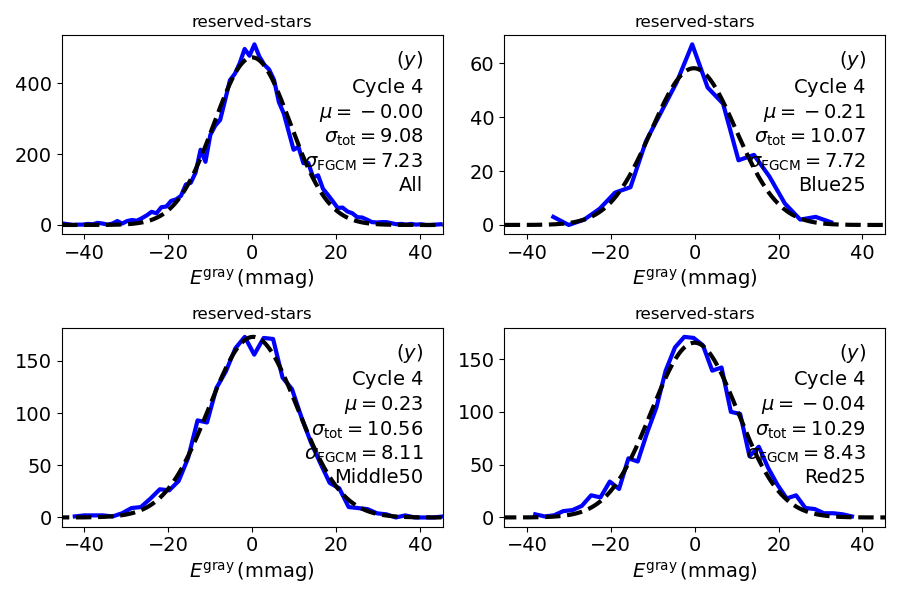 reserved-stars
(y)
Cycle 4
μ = −0.00
σtot = 9.08
σFGCM = 7.23
All
400
200
0
−40 −20 0 20 40
E^gray (mmag)
reserved-stars
(y)
Cycle 4
μ = −0.21
σtot = 10.07
σFGCM = 7.72
Blue25
60
40
20
0
−40 −20 0 20 40
E^gray (mmag)
reserved-stars
(y)
Cycle 4
μ = 0.23
σtot = 10.56
σFGCM = 8.11
Middle50
150
100
50
0
−40 −20 0 20 40
E^gray (mmag)
reserved-stars
(y)
Cycle 4
μ = −0.04
σtot = 10.29
σFGCM = 8.43
Red25
150
100
50
0
−40 −20 0 20 40
E^gray (mmag)